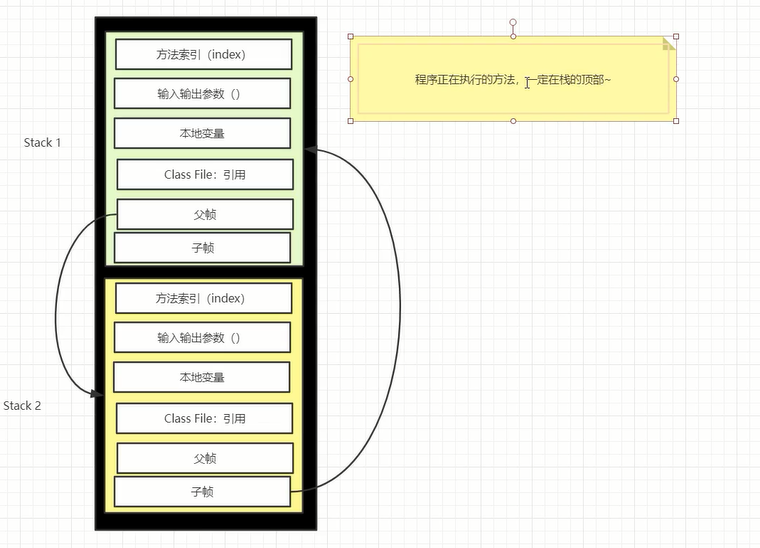 方法索引（index）
输入输出参数（）
本地变量
Stack 1
Class File：引用
父帧
子帧
方法索引（index）
输入输出参数（）
本地变量
Stack 2
Class File：引用
父帧
子帧
程序正在执行的方法，一定在栈的顶部~